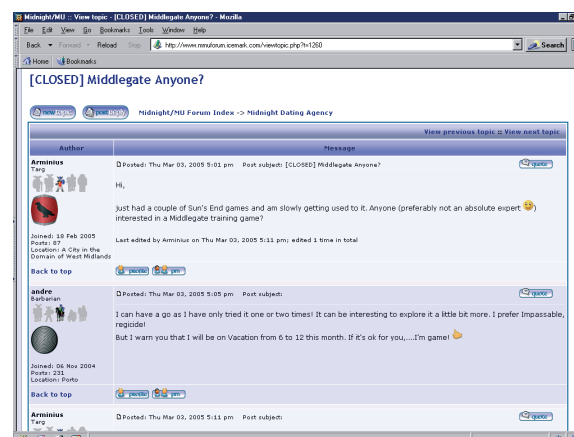 Midnight/MU :: View topic - [CLOSED] Middlegate Anyone? - Mozilla
File Edit View Go Bookmarks Tools Window Help
Back Forward Reload Stop http://www.mmuforum.icemark.com/viewtopic.php?t=1260 Search
Home Bookmarks
[CLOSED] Middlegate Anyone?
new topic post reply Midnight/MU Forum Index -> Midnight Dating Agency
View previous topic :: View next topic
Author Message
Arminius
Targ
Posted: Thu Mar 03, 2005 5:01 pm Post subject: [CLOSED] Middlegate Anyone? quote
Hi,
just had a couple of Sun's End games and am slowly getting used to it. Anyone (preferably not an absolute expert )
interested in a Middlegate training game?
Joined: 18 Feb 2005
Posts: 87
Location: A City in the
Domain of West Midlands
Last edited by Arminius on Thu Mar 03, 2005 5:11 pm; edited 1 time in total
Back to top profile pm
andre
Barbarian
Posted: Thu Mar 03, 2005 5:05 pm Post subject: quote
I can have a go as I have only tried it one or two times! It can be interesting to explore it a little bit more. I prefer Impassable,
regicide!
But I warn you that I will be on Vacation from 6 to 12 this month. If it's ok for you,....I'm game!
Joined: 06 Nov 2004
Posts: 231
Location: Porto
Back to top profile pm
Arminius
Targ
Posted: Thu Mar 03, 2005 5:11 pm Post subject: quote